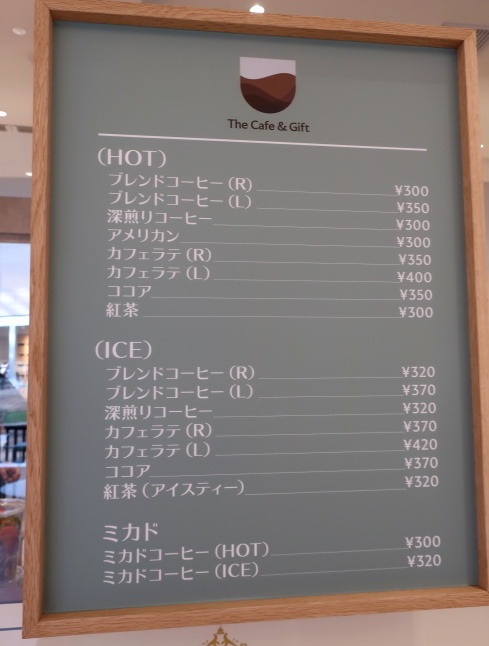 The Cafe & Gift
(HOT)
ブレンドコーヒー(R) ¥300
ブレンドコーヒー(L) ¥350
深煎りコーヒー ¥300
アメリカン ¥300
カフェラテ(R) ¥350
カフェラテ(L) ¥400
ココア ¥350
紅茶 ¥300
(ICE)
ブレンドコーヒー(R) ¥320
ブレンドコーヒー(L) ¥370
深煎りコーヒー ¥320
カフェラテ(R) ¥370
カフェラテ(L) ¥420
ココア ¥370
紅茶(アイスティー) ¥320
ミカド
ミカドコーヒー(HOT) ¥300
ミカドコーヒー(ICE) ¥320